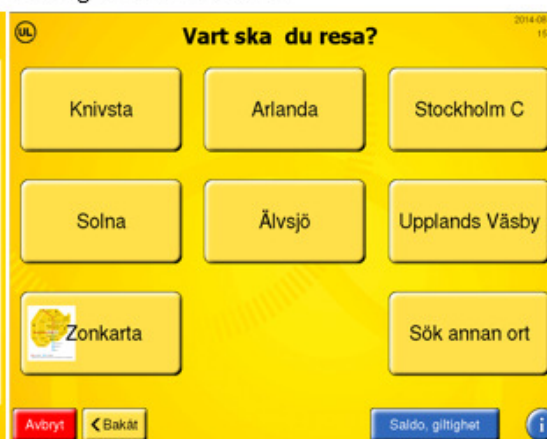 UL
Vart ska du resa?
2014-08
15
Knivsta
Arlanda
Stockholm C
Solna
Älvsjö
Upplands Väsby
Zonkarta
Sök annan ort
Avbryt
Bakåt
Saldo, giltighet
i